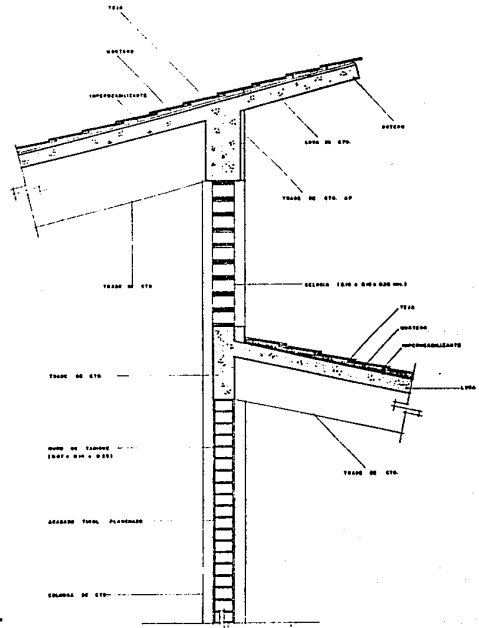 TEJA
MORTERO
IMPERMEABILIZANTE
GOTERO
LOSA DE CTO.
TRABE DE CTO. AP
TRABE DE CTO
CELOSIA
TEJA
MORTERO
IMPERMEABILIZANTE
LOSA
TRABE DE CTO.
TRABE DE CTO.
MURO DE TABIQUE
ACABADO TIROL PLANCHADO
COLUMNA DE CTO